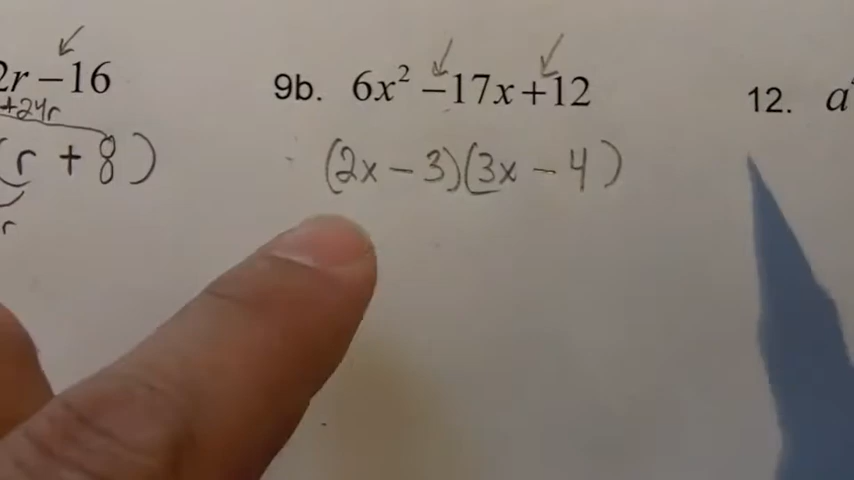 2r − 16
+24r
(r + 8)
r
9b. 6x² − 17x + 12
(2x − 3)(3x − 4)
12. a